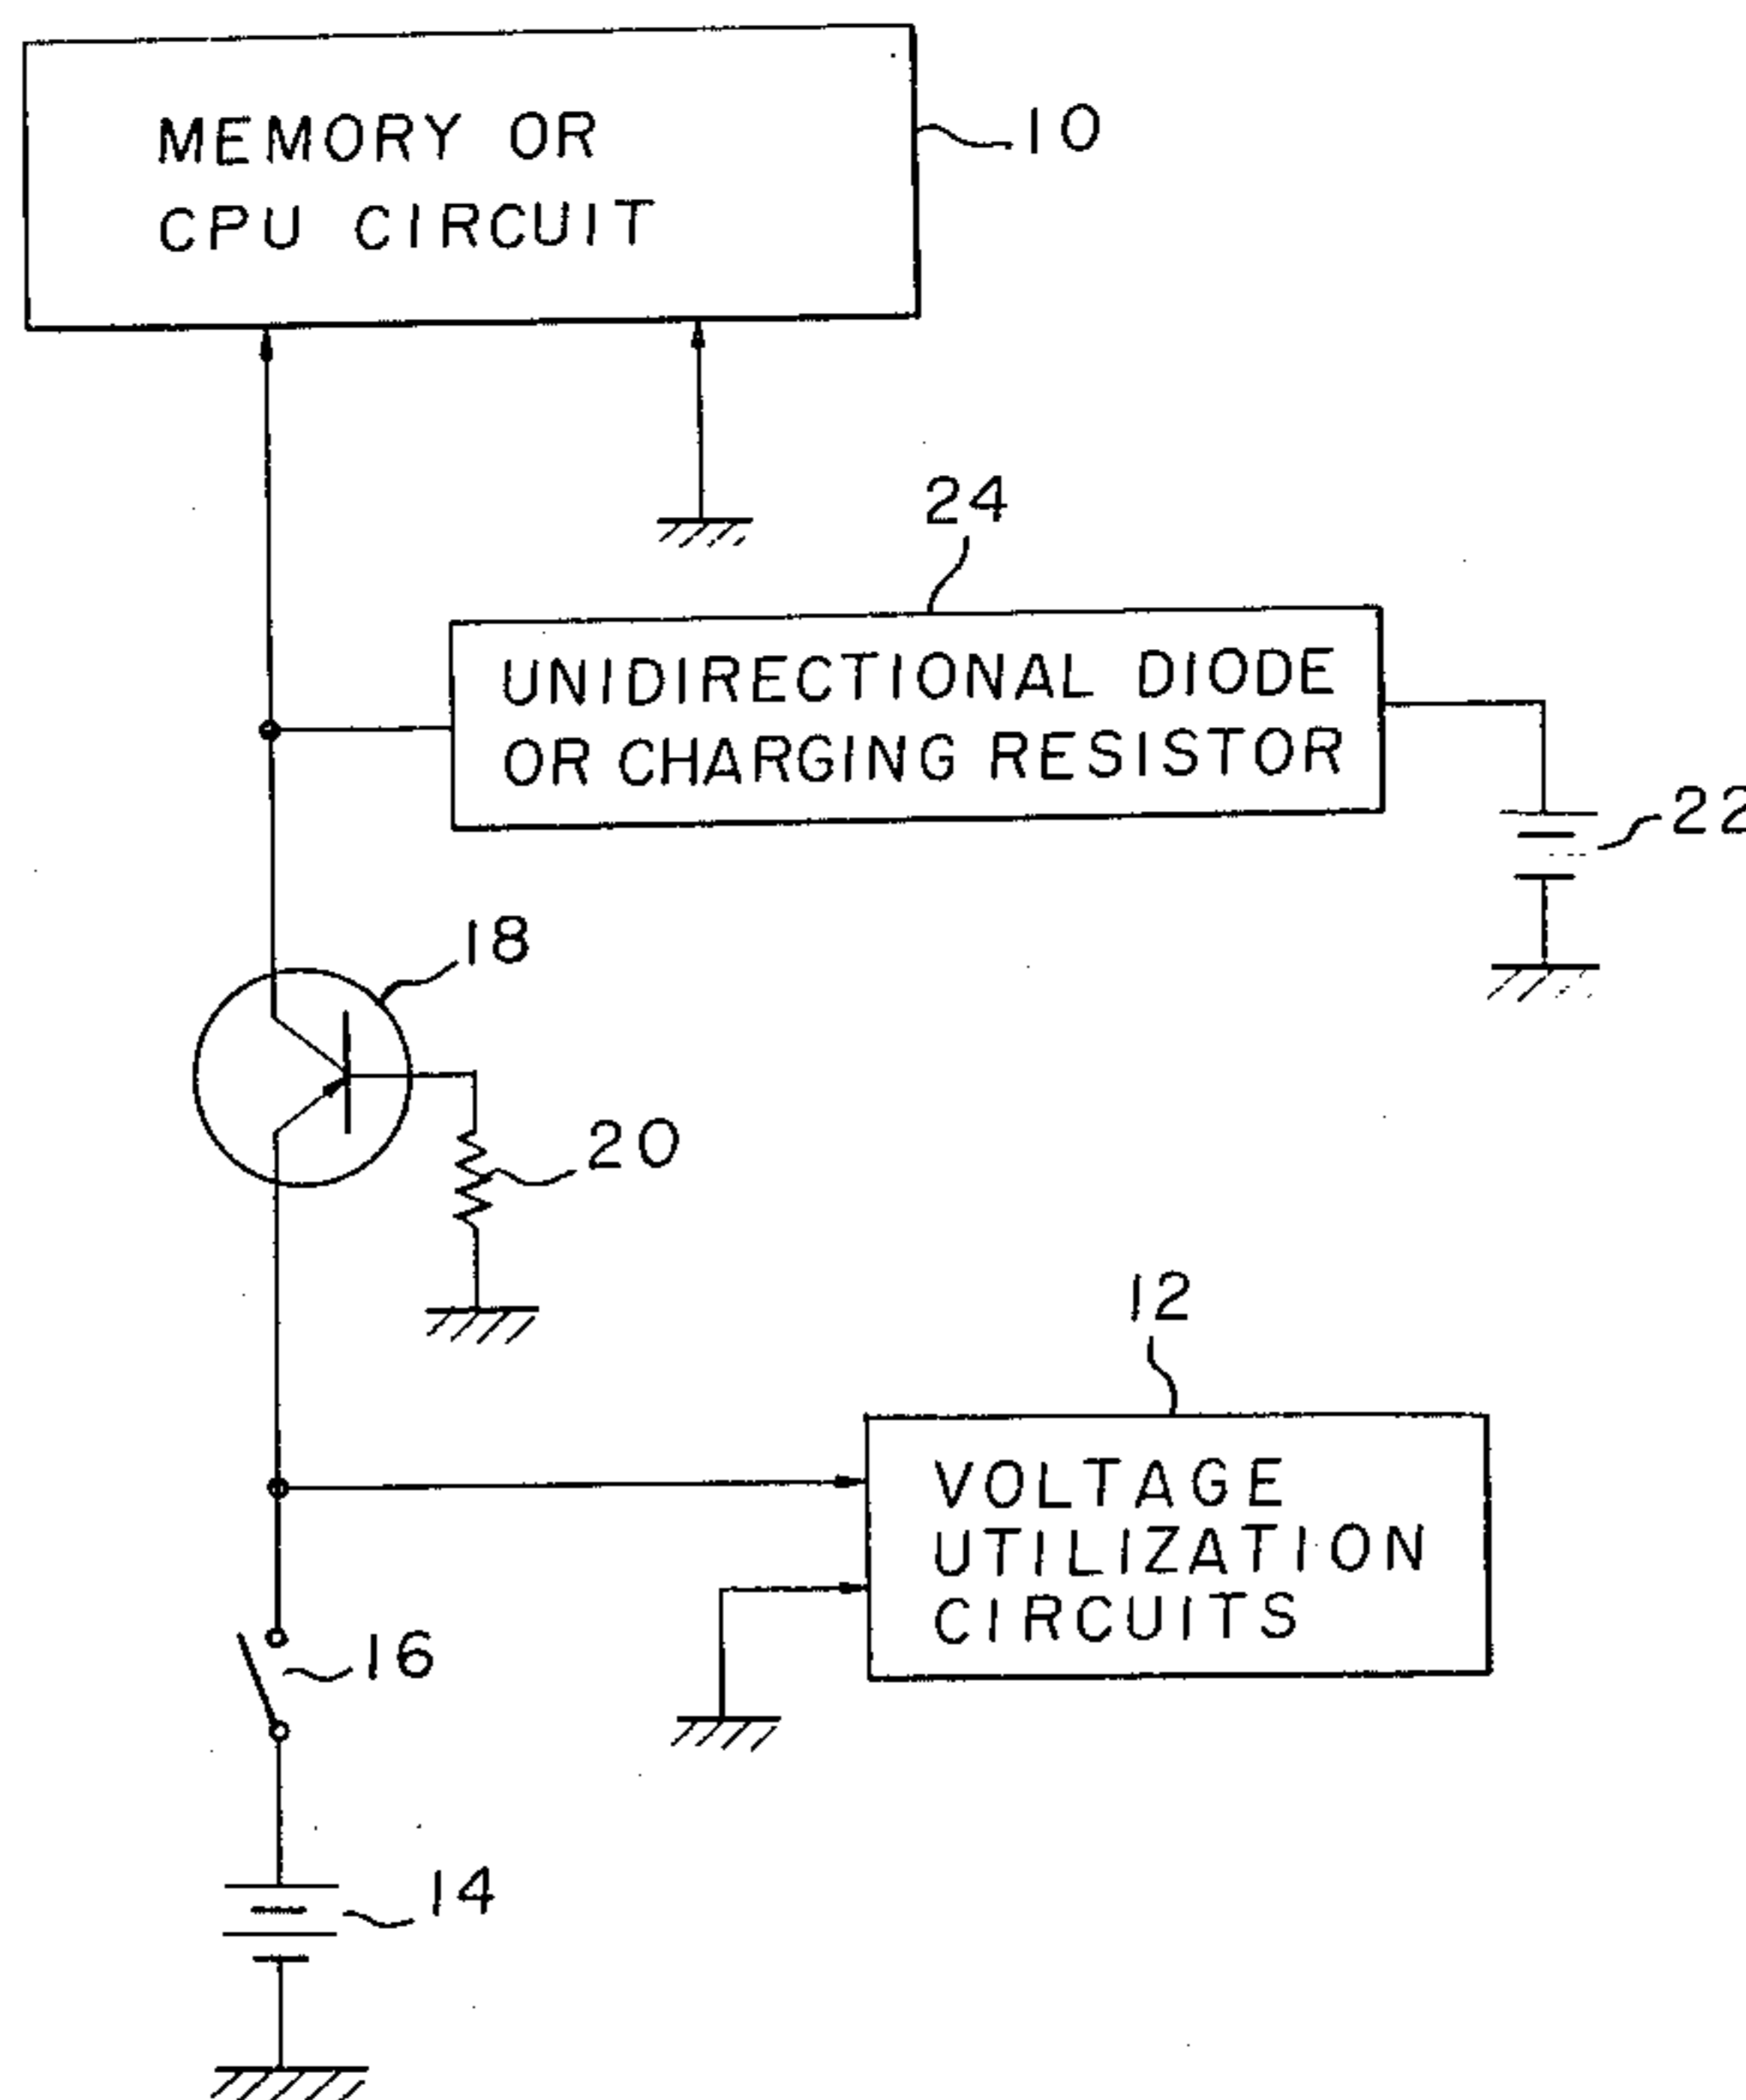 MEMORY OR
CPU CIRCUIT
10
24
UNIDIRECTIONAL DIODE
OR CHARGING RESISTOR
22
18
20
12
VOLTAGE
UTILIZATION
CIRCUITS
16
14